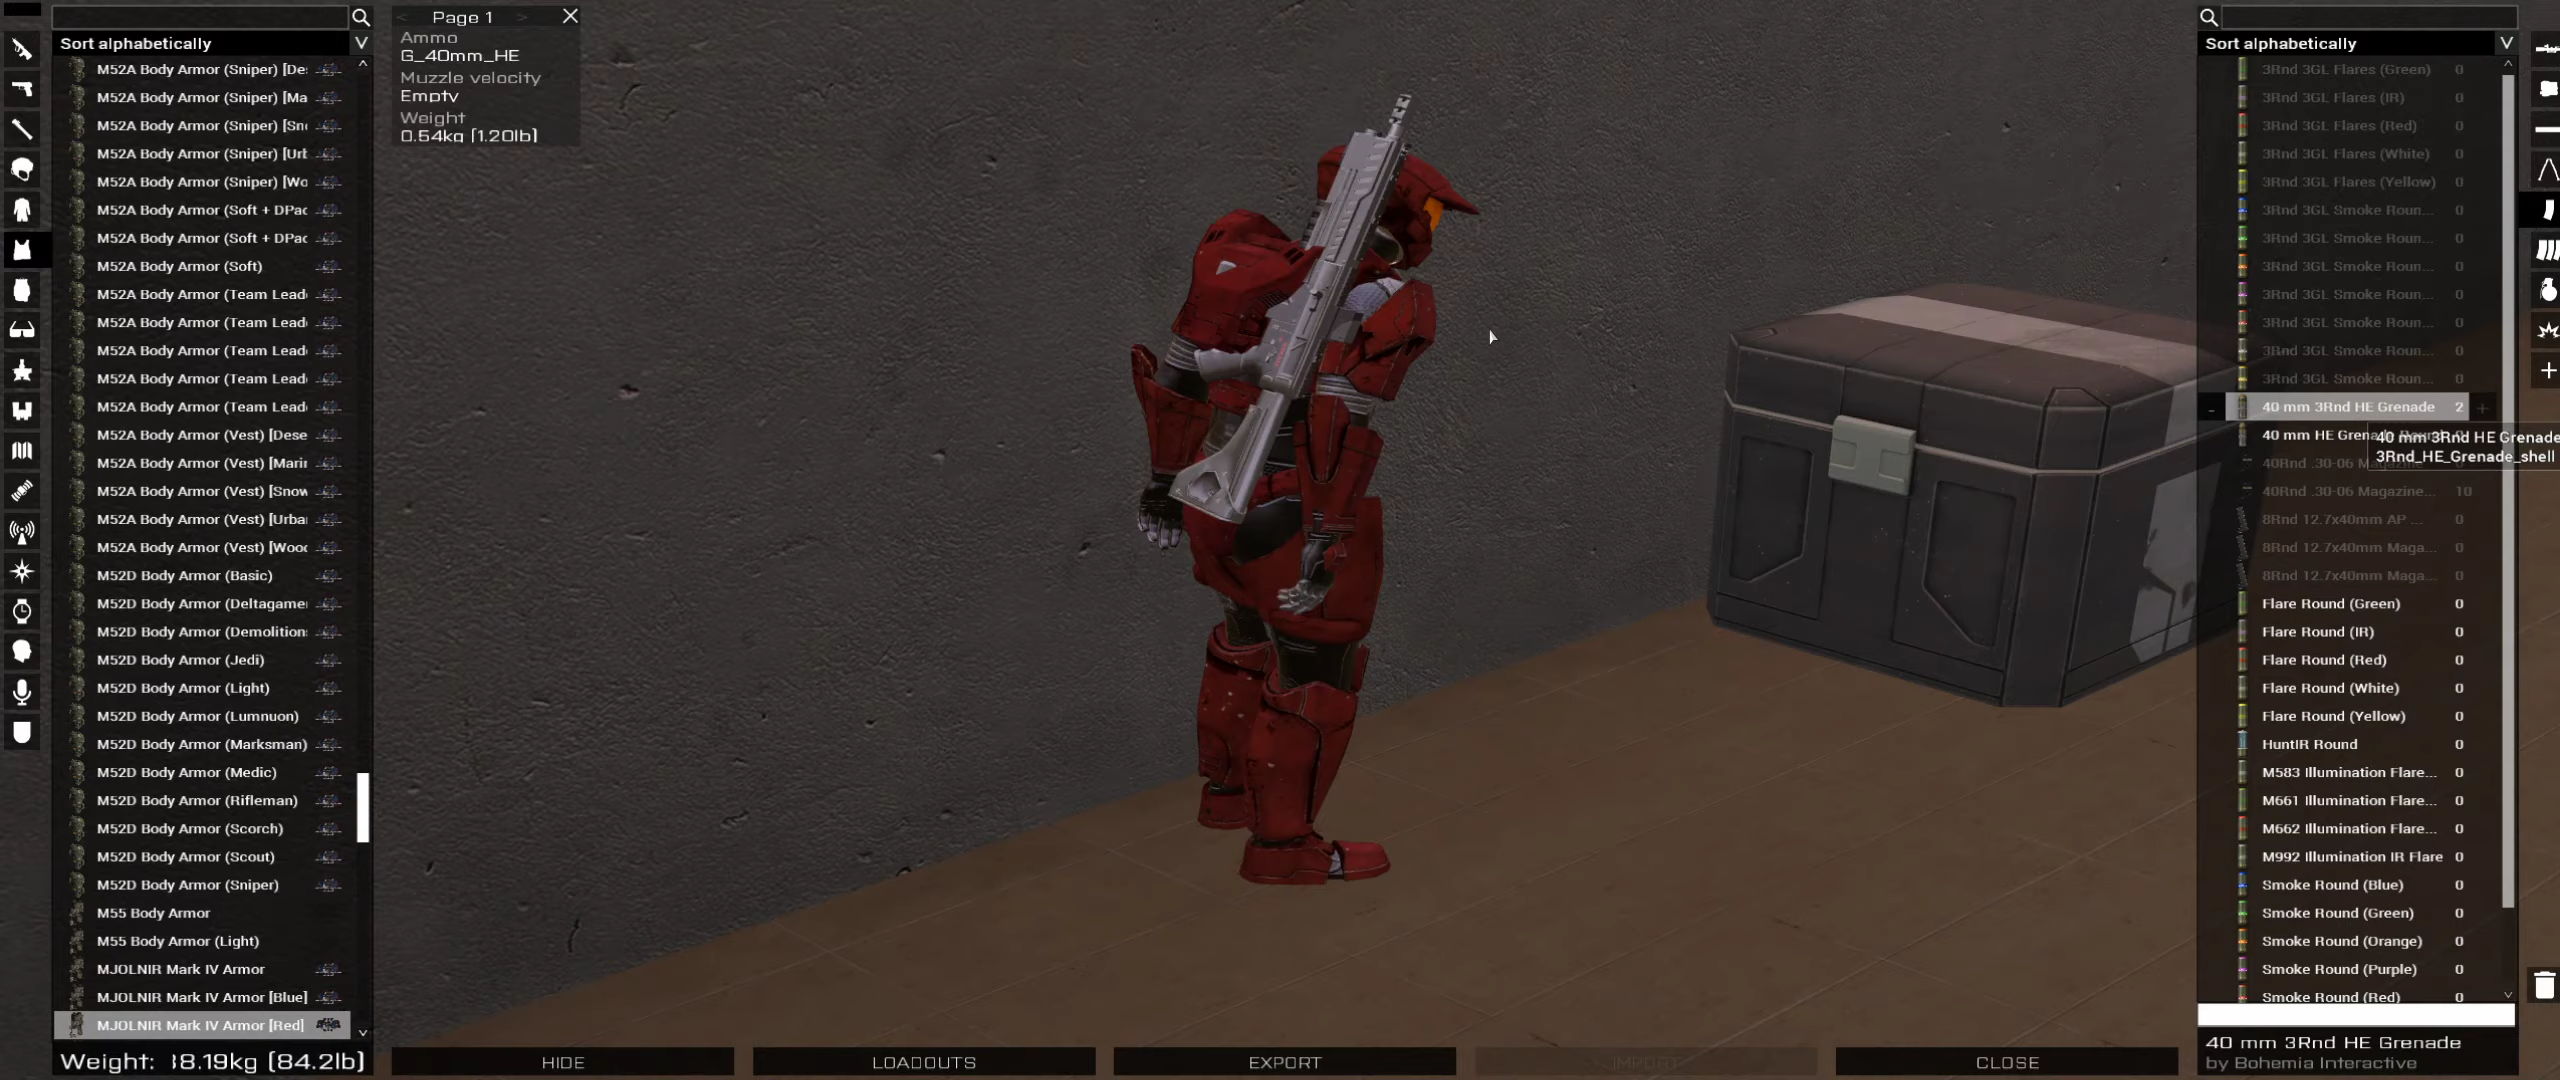 Sort alphabetically
V
M52A Body Armor (Sniper) [De
M52A Body Armor (Sniper) [Ma
M52A Body Armor (Sniper) [Sn
M52A Body Armor (Sniper) [Urt
M52A Body Armor (Sniper) [Wo
M52A Body Armor (Soft + DPac
M52A Body Armor (Soft + DPac
M52A Body Armor (Soft)
M52A Body Armor (Team Lead
M52A Body Armor (Team Lead
M52A Body Armor (Team Lead
M52A Body Armor (Team Lead
M52A Body Armor (Team Lead
M52A Body Armor (Vest) [Dese
M52A Body Armor (Vest) [Marir
M52A Body Armor (Vest) [Snow
M52A Body Armor (Vest) [Urba
M52A Body Armor (Vest) [Wooc
M52D Body Armor (Basic)
M52D Body Armor (Deltagame
M52D Body Armor (Demolition
M52D Body Armor (Jedi)
M52D Body Armor (Light)
M52D Body Armor (Lumnuon)
M52D Body Armor (Marksman)
M52D Body Armor (Medic)
M52D Body Armor (Rifleman)
M52D Body Armor (Scorch)
M52D Body Armor (Scout)
M52D Body Armor (Sniper)
M55 Body Armor
M55 Body Armor (Light)
MJOLNIR Mark IV Armor
MJOLNIR Mark IV Armor [Blue]
MJOLNIR Mark IV Armor [Red]
Weight: 8.19kg (84.2lb)
< Page 1 > X
Ammo
G_40mm_HE
Muzzle velocity
Empty
Weight
0.54kg (1.20lb)
HIDE
LOADOUTS
EXPORT
IMPORT
CLOSE
Sort alphabetically
V
3Rnd 3GL Flares (Green) 0
3Rnd 3GL Flares (IR) 0
3Rnd 3GL Flares (Red) 0
3Rnd 3GL Flares (White) 0
3Rnd 3GL Flares (Yellow) 0
3Rnd 3GL Smoke Roun... 0
3Rnd 3GL Smoke Roun... 0
3Rnd 3GL Smoke Roun... 0
3Rnd 3GL Smoke Roun... 0
3Rnd 3GL Smoke Roun... 0
3Rnd 3GL Smoke Roun... 0
3Rnd 3GL Smoke Roun... 0
- 40 mm 3Rnd HE Grenade 2 +
40 mm HE Grena
40 mm 3Rnd HE Grenade
3Rnd_HE_Grenade_shell
40Rnd .30-06 Magazine
40Rnd .30-06 Magazine... 10
8Rnd 12.7x40mm AP ... 0
8Rnd 12.7x40mm Maga... 0
8Rnd 12.7x40mm Maga... 0
Flare Round (Green) 0
Flare Round (IR) 0
Flare Round (Red) 0
Flare Round (White) 0
Flare Round (Yellow) 0
HuntIR Round 0
M583 Illumination Flare... 0
M661 Illumination Flare... 0
M662 Illumination Flare... 0
M992 Illumination IR Flare 0
Smoke Round (Blue) 0
Smoke Round (Green) 0
Smoke Round (Orange) 0
Smoke Round (Purple) 0
Smoke Round (Red) 0
40 mm 3Rnd HE Grenade
by Bohemia Interactive